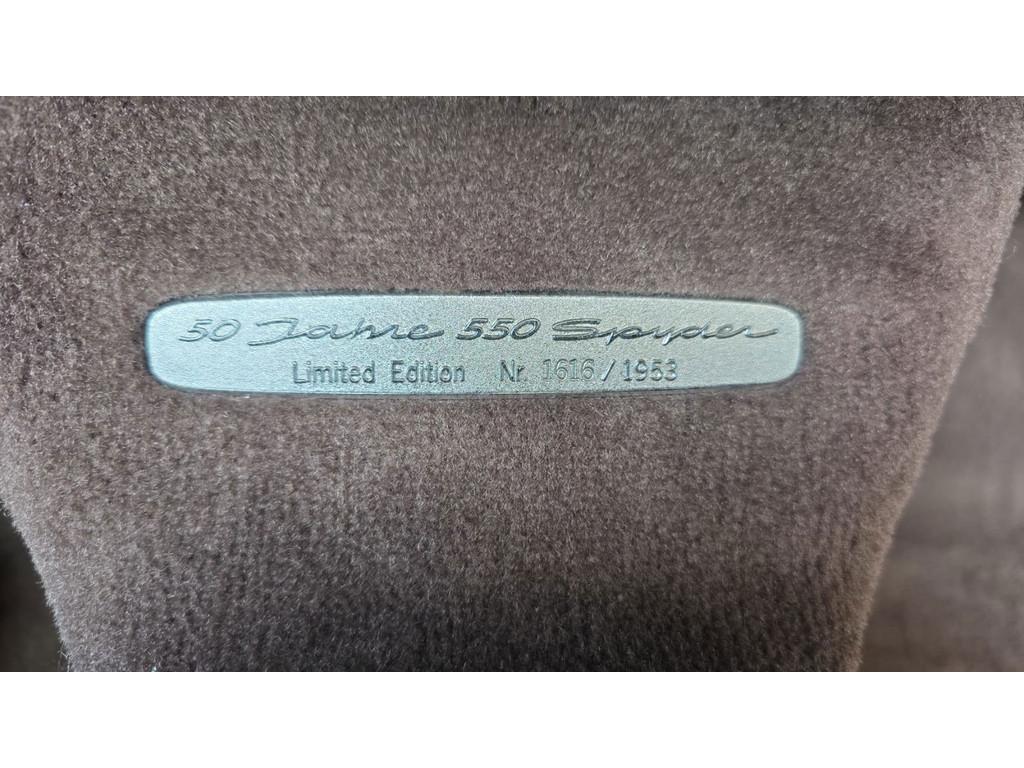 50 Jahre 550 Spyder
Limited Edition Nr. 1616 / 1953